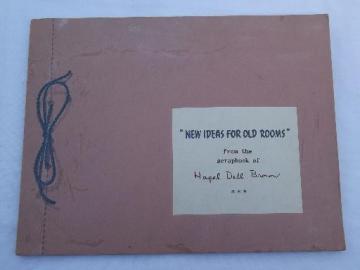 "NEW IDEAS FOR OLD ROOMS"
from the
scrapbook of
Hazel Dell Brown
***